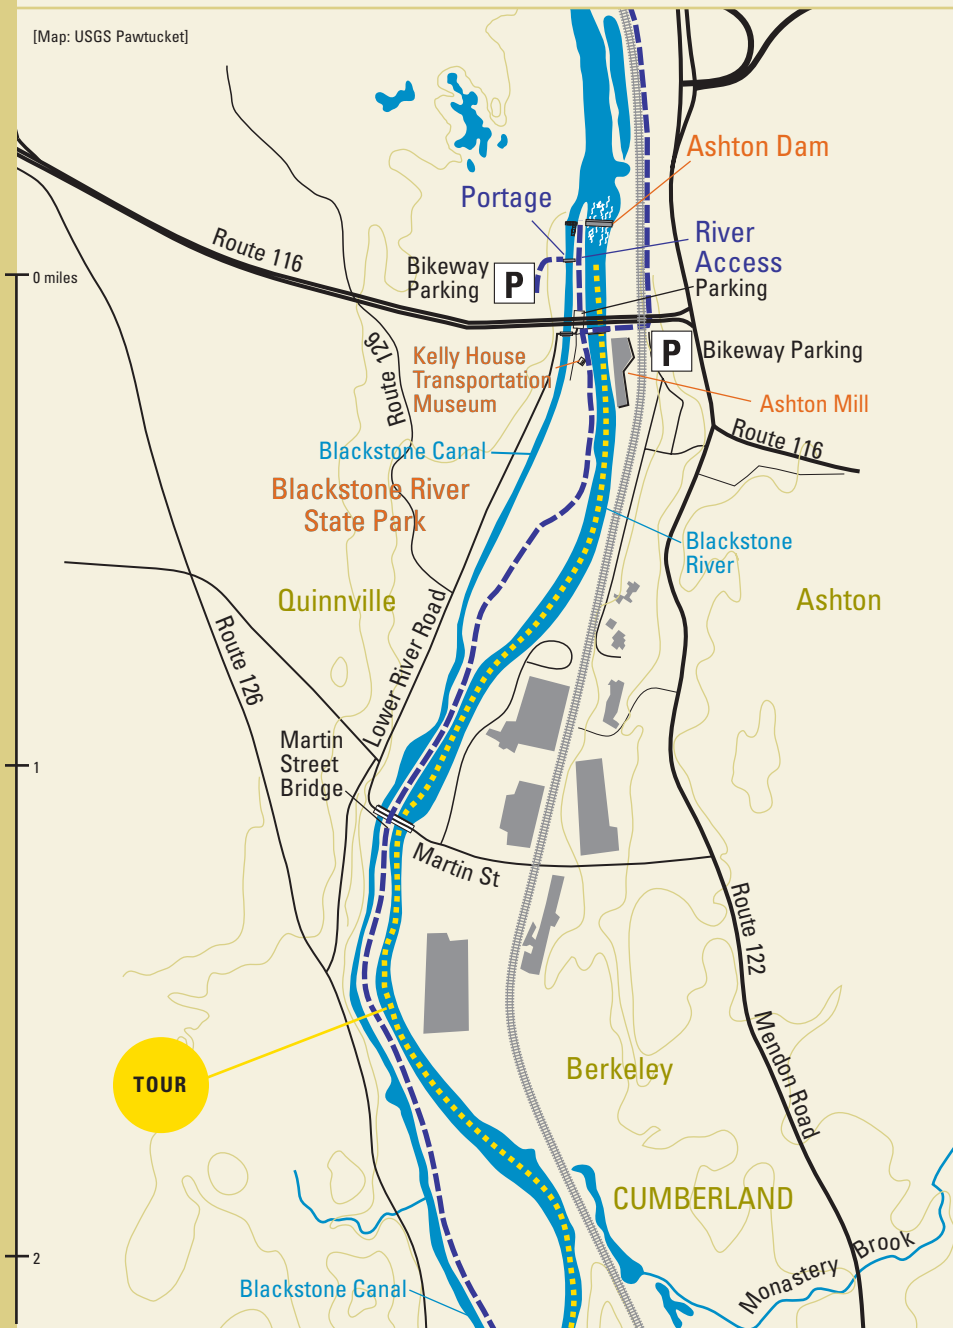 [Map: USGS Pawtucket]
Ashton Dam
Portage
River
Access
Parking
Route 116
Bikeway
Parking
P
0 miles
Route 126
Kelly House
Transportation
Museum
P
Bikeway Parking
Ashton Mill
Route 116
Blackstone Canal
Blackstone River
State Park
Blackstone
River
Quinnville
Ashton
Route 126
Lower River Road
Martin
Street
Bridge
1
Martin St
Route 122
Mendon Road
TOUR
Berkeley
CUMBERLAND
Monastery Brook
2
Blackstone Canal